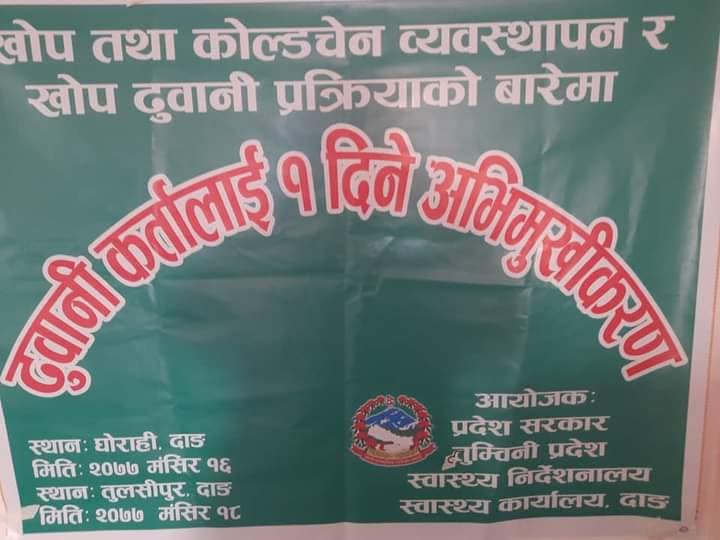 खोप तथा कोल्डचेन व्यवस्थापन र
खोप ढुवानी प्रक्रियाको बारेमा
ढुवानी कर्तालाई १ दिने अभिमुखीकरण
स्थान: घोराही, दाङ
मिति: २०७७ मंसिर १६
स्थान: तुलसीपुर, दाङ
मिति: २०७७ मंसिर १८
आयोजक:
प्रदेश सरकार
लुम्बिनी प्रदेश
स्वास्थ्य निर्देशनालय
स्वास्थ्य कार्यालय, दाङ